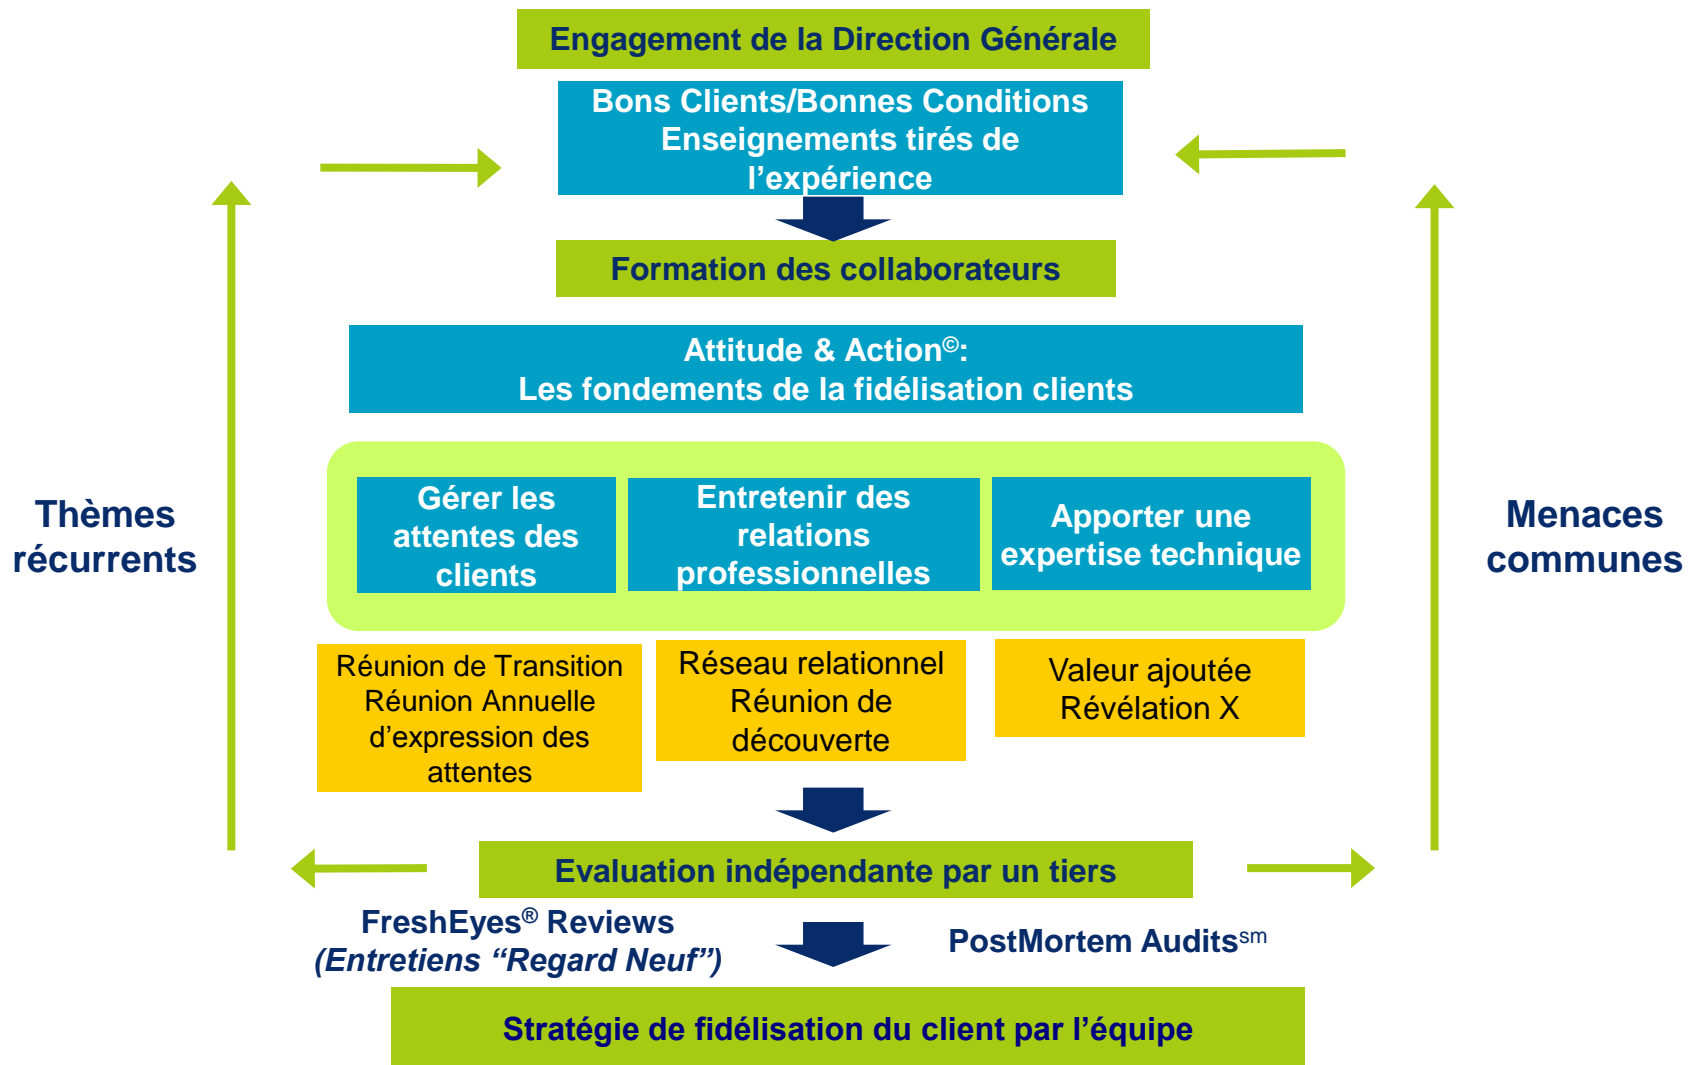 Engagement de la Direction Générale
Bons Clients/Bonnes Conditions
Enseignements tirés de
l’expérience
Formation des collaborateurs
Attitude & Action©:
Les fondements de la fidélisation clients
Thèmes
récurrents
Gérer les
attentes des
clients
Entretenir des
relations
professionnelles
Apporter une
expertise technique
Menaces
communes
Réunion de Transition
Réunion Annuelle
d’expression des
attentes
Réseau relationnel
Réunion de
découverte
Valeur ajoutée
Révélation X
Evaluation indépendante par un tiers
FreshEyes® Reviews
(Entretiens “Regard Neuf”)
PostMortem Auditssm
Stratégie de fidélisation du client par l’équipe